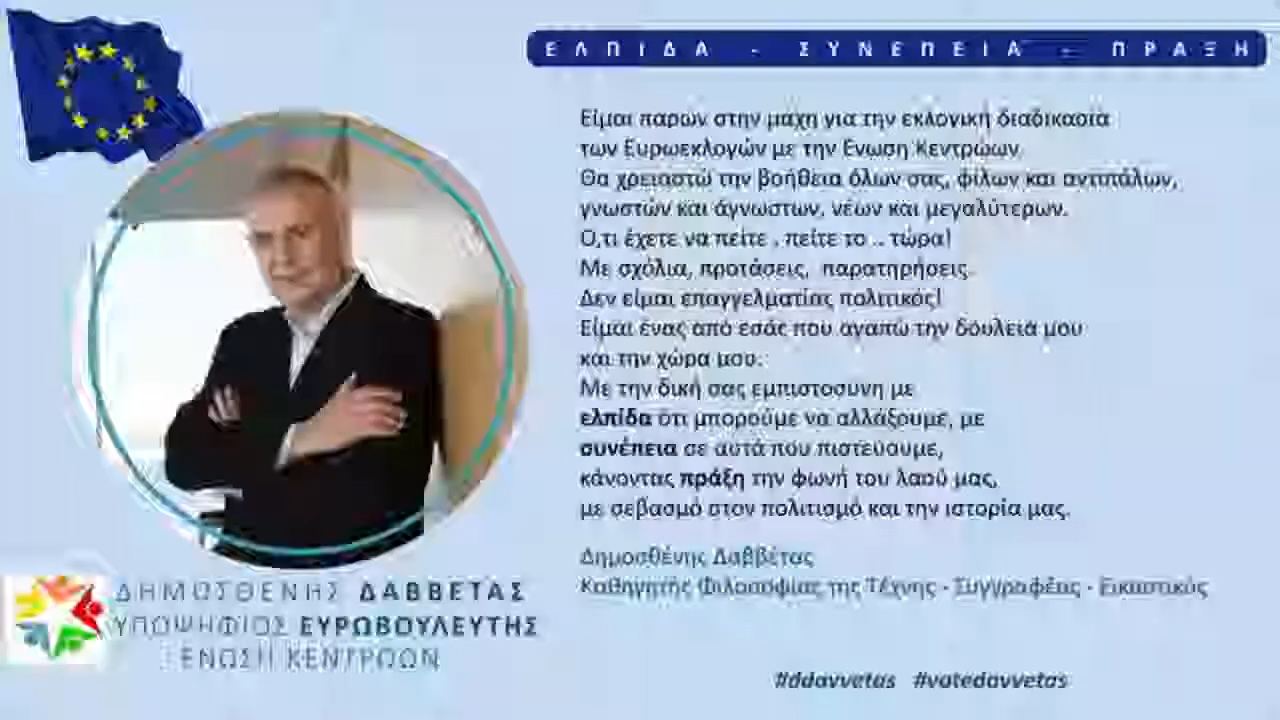 ΕΛΠΙΔΑ - ΣΥΝΕΠΕΙΑ - ΠΡΑΞΗ
Είμαι παρών στην μάχη για την εκλογική διαδικασία
των Ευρωεκλογών με την Ενωση Κεντρώων.
Θα χρειαστώ την βοήθεια όλων σας, φίλων και αντιπάλων,
γνωστών και άγνωστων, νέων και μεγαλύτερων.
Ο,τι έχετε να πείτε , πείτε το .. τώρα!
Με σχόλια, προτάσεις, παρατηρήσεις.
Δεν είμαι επαγγελματίας πολιτικός!
Είμαι ένας από εσάς που αγαπώ την δουλειά μου
και την χώρα μου.
Με την δική σας εμπιστοσύνη με
ελπίδα ότι μπορούμε να αλλάξουμε, με
συνέπεια σε αυτά που πιστεύουμε,
κάνοντας πράξη την φωνή του λαού μας,
με σεβασμό στον πολιτισμό και την ιστορία μας.
Δημοσθένης Δαββέτας
Καθηγητής Φιλοσοφίας της Τέχνης - Συγγραφέας - Εικαστικός
ΔΗΜΟΣΘΕΝΗΣ ΔΑΒΒΕΤΑΣ
ΥΠΟΨΗΦΙΟΣ ΕΥΡΩΒΟΥΛΕΥΤΗΣ
ΕΝΩΣΗ ΚΕΝΤΡΩΩΝ
#ddavvetas #votedavvetas